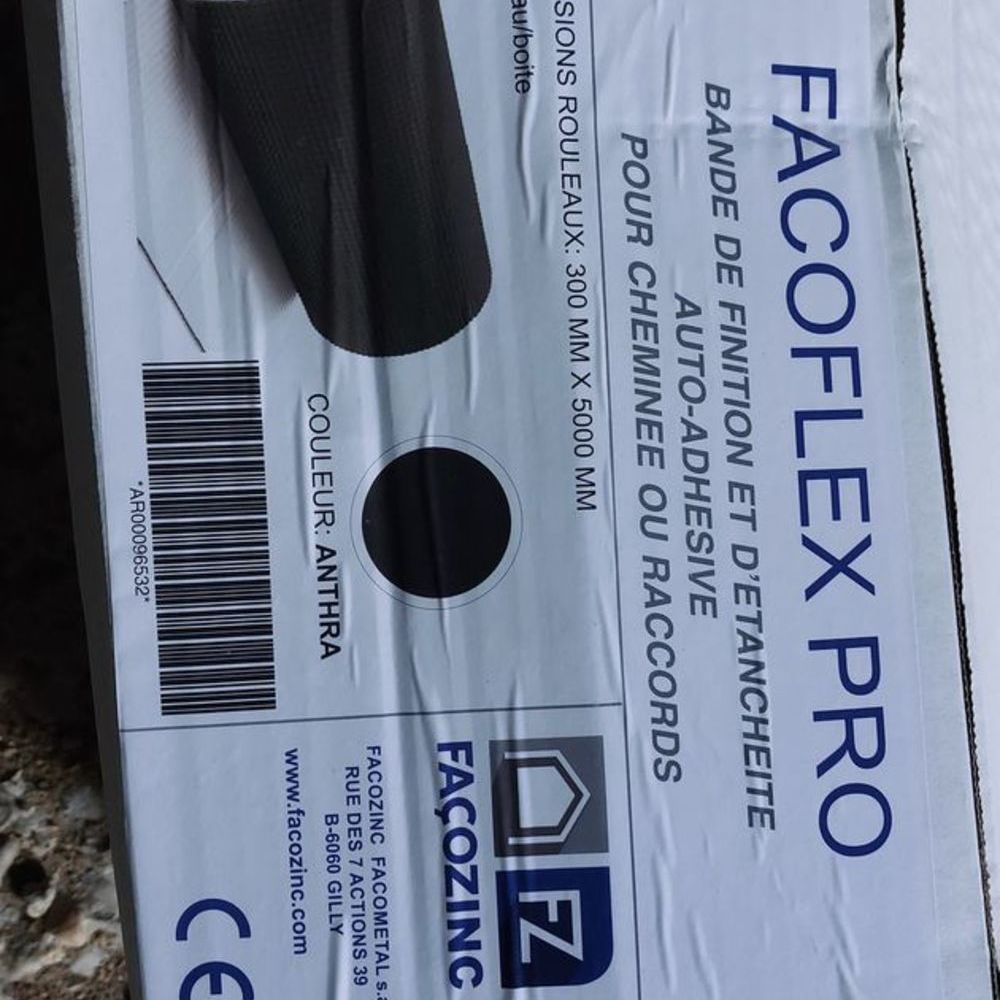 FACOFLEX PRO
BANDE DE FINITION ET D'ETANCHEITE
AUTO-ADHESIVE
POUR CHEMINEE OU RACCORDS
SIONS ROULEAUX: 300 MM X 5000 MM
au/boite
COULEUR: ANTHRA
*AR00096532*
FZ
FAÇOZINC
FACOZINC FACOMETAL s.a
RUE DES 7 ACTIONS 39
B-6060 GILLY
www.facozinc.com
CE